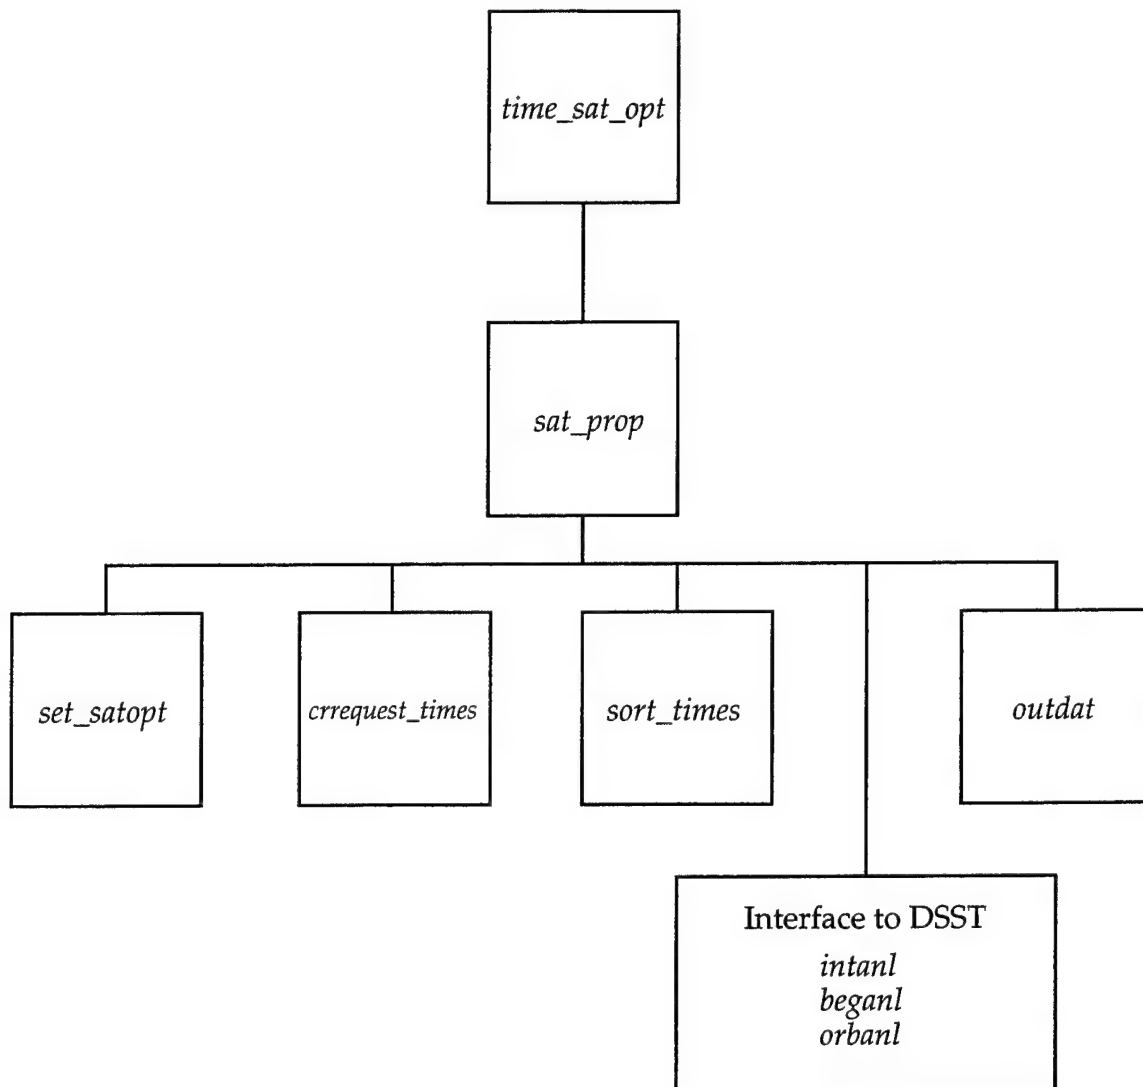 time_sat_opt
sat_prop
set_satopt
crrequest_times
sort_times
outdat
Interface to DSST
intanl
beganl
orbanl